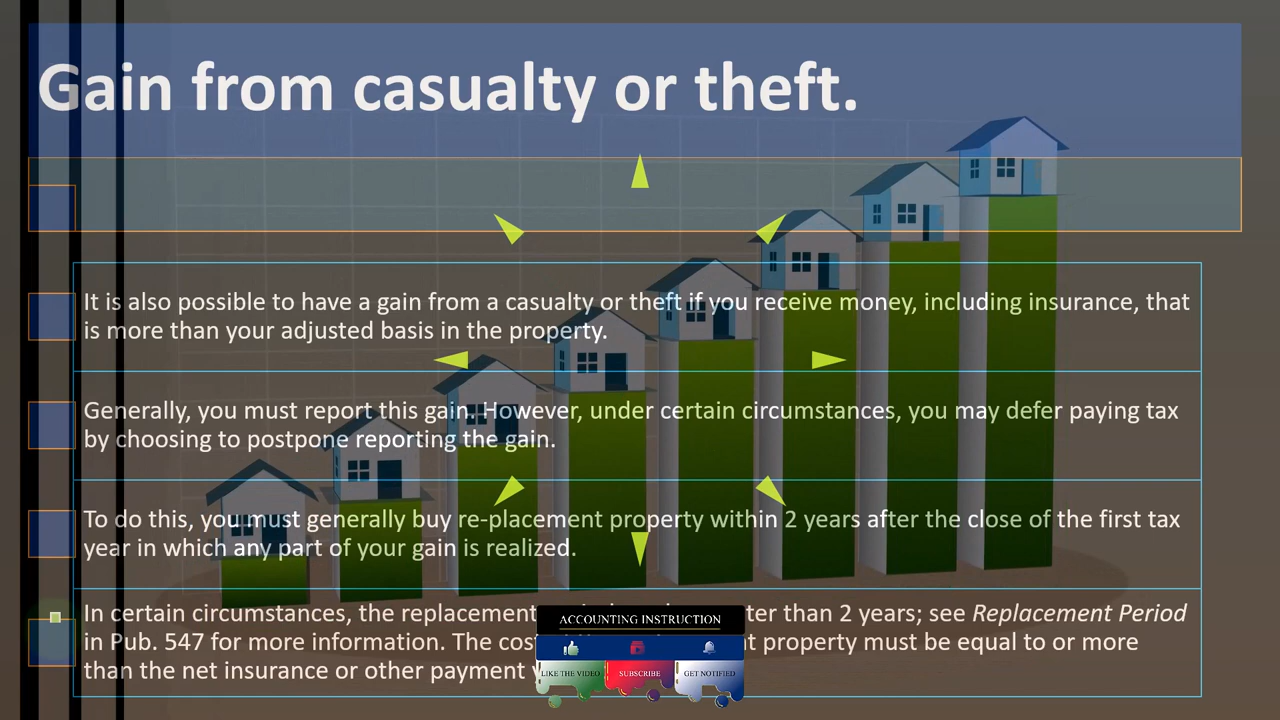 Gain from casualty or theft.
It is also possible to have a gain from a casualty or theft if you receive money, including insurance, that
is more than your adjusted basis in the property.
Generally, you must report this gain. However, under certain circumstances, you may defer paying tax
by choosing to postpone reporting the gain.
To do this, you must generally buy re-placement property within 2 years after the close of the first tax
year in which any part of your gain is realized.
In certain circumstances, the replacement than 2 years; see Replacement Period
in Pub. 547 for more information. The property must be equal to or more
than the net insurance or other payment
ACCOUNTING INSTRUCTION
LIKE THE VIDEO SUBSCRIBE GET NOTIFIED